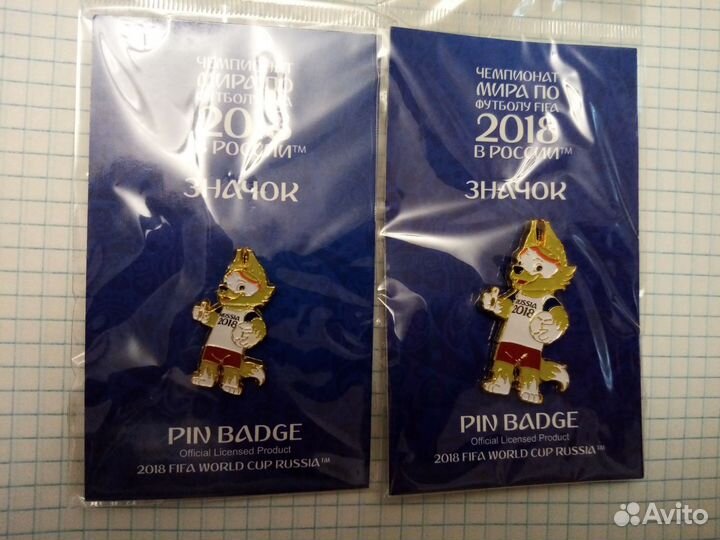 ЧЕМПИОНАТ
МИРА ПО
ФУТБОЛУ FIFA
2018
В РОССИИ™
ЗНАЧОК
RUSSIA
2018
PIN BADGE
Official Licensed Product
2018 FIFA WORLD CUP RUSSIA™
ЧЕМПИОНАТ
МИРА ПО
ФУТБОЛУ FIFA
2018
В РОССИИ™
ЗНАЧОК
RUSSIA
2018
PIN BADGE
Official Licensed Product
2018 FIFA WORLD CUP RUSSIA™
Avito